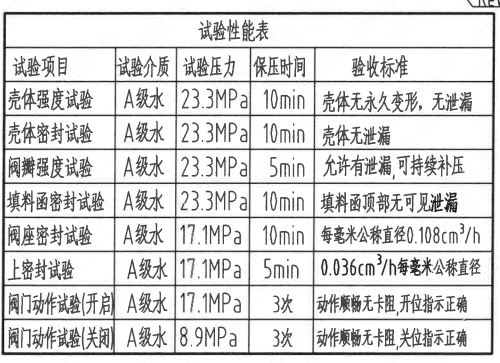 试验性能表
试验项目 试验介质 试验压力 保压时间 验收标准
壳体强度试验 A级水 23.3MPa 10min 壳体无永久变形，无泄漏
壳体密封试验 A级水 23.3MPa 10min 壳体无泄漏
阀瓣强度试验 A级水 23.3MPa 5min 允许有泄漏,可持续补压
填料函密封试验 A级水 23.3MPa 10min 填料函顶部无可见泄漏
阀座密封试验 A级水 17.1MPa 10min 每毫米公称直径0.108cm³/h
上密封试验 A级水 17.1MPa 5min 0.036cm³/h每毫米公称直径
阀门动作试验(开启) A级水 17.1MPa 3次 动作顺畅无卡阻,开位指示正确
阀门动作试验(关闭) A级水 8.9MPa 3次 动作顺畅无卡阻,关位指示正确